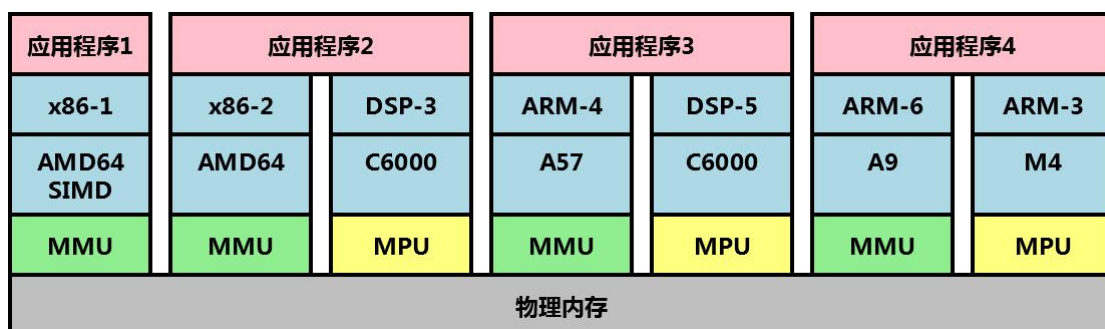 应用程序1 应用程序2 应用程序3 应用程序4
x86-1 x86-2 DSP-3 ARM-4 DSP-5 ARM-6 ARM-3
AMD64 AMD64 C6000 A57 C6000 A9 M4
SIMD
MMU MMU MPU MMU MPU MMU MPU
物理内存